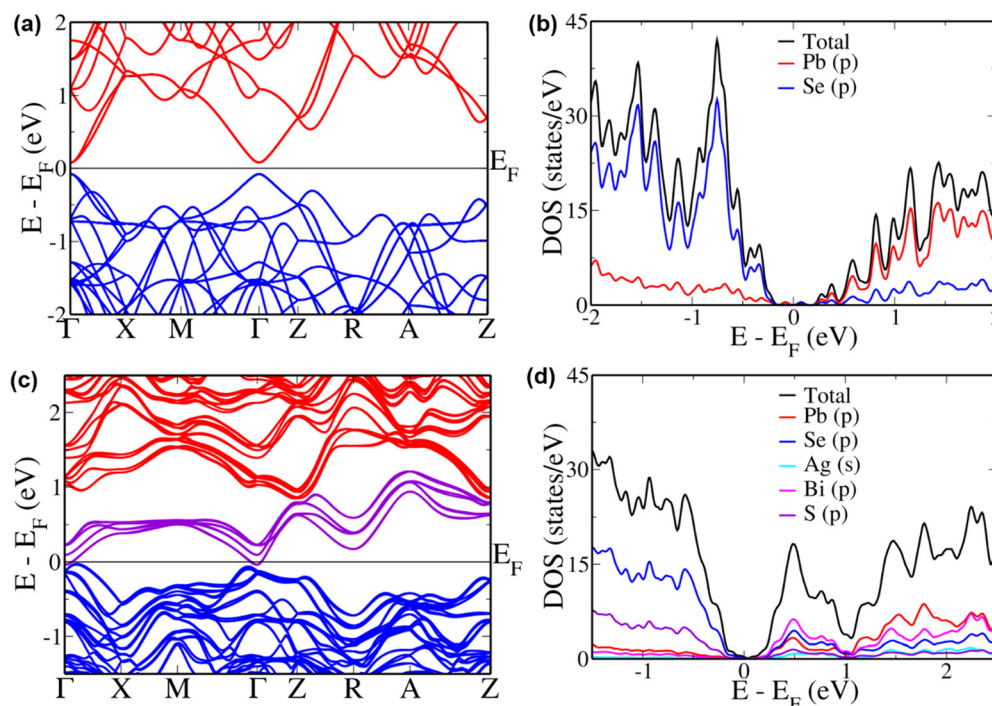 (a)
2
1
0
-1
-2
E - E_F (eV)
Γ X M Γ Z R A Z
E_F
(b)
45
30
15
0
DOS (states/eV)
Total
Pb (p)
Se (p)
-2 -1 0 1 2
E - E_F (eV)
(c)
2
1
0
-1
E - E_F (eV)
Γ X M Γ Z R A Z
E_F
(d)
45
30
15
0
DOS (states/eV)
Total
Pb (p)
Se (p)
Ag (s)
Bi (p)
S (p)
-1 0 1 2
E - E_F (eV)